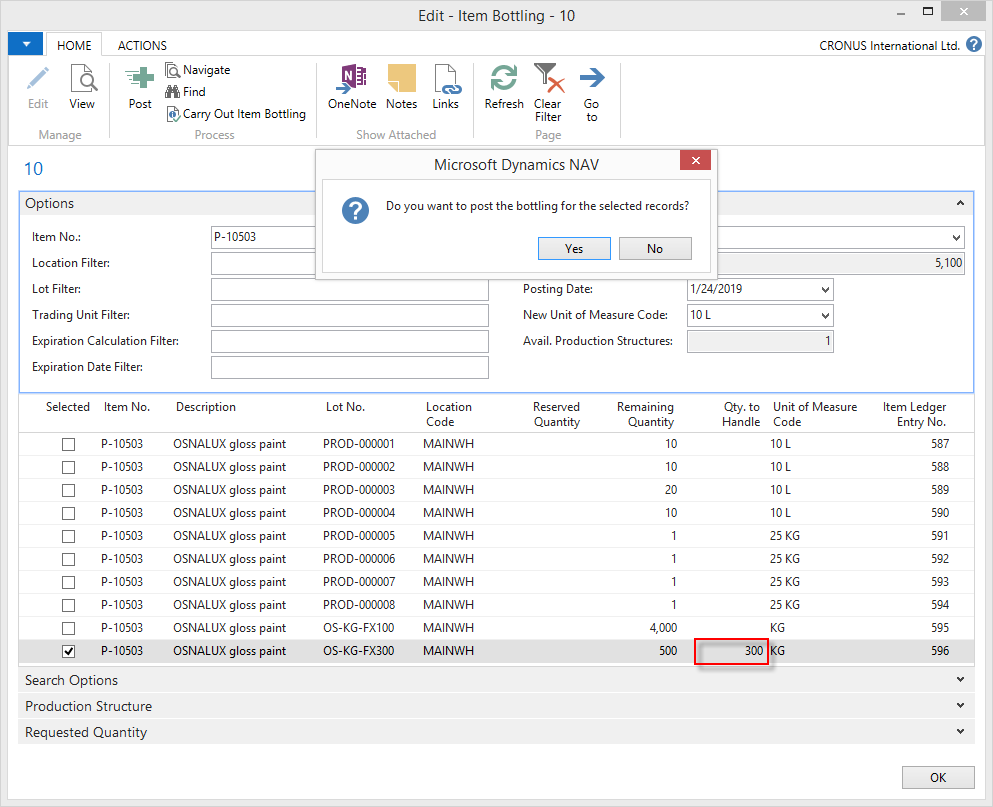 Edit - Item Bottling - 10
HOME ACTIONS CRONUS International Ltd. ?
Edit View Post Navigate Find Carry Out Item Bottling OneNote Notes Links Refresh Clear Filter Go to
Manage Process Show Attached Page
10
Microsoft Dynamics NAV
Do you want to post the bottling for the selected records?
Yes No
Options
Item No.: P-10503
Location Filter: 5,100
Lot Filter: Posting Date: 1/24/2019
Trading Unit Filter: New Unit of Measure Code: 10 L
Expiration Calculation Filter: Avail. Production Structures: 1
Expiration Date Filter:
Selected Item No. Description Lot No. Location Code Reserved Quantity Remaining Quantity Qty. to Handle Unit of Measure Code Item Ledger Entry No.
P-10503 OSNALUX gloss paint PROD-000001 MAINWH 10 10 L 587
P-10503 OSNALUX gloss paint PROD-000002 MAINWH 10 10 L 588
P-10503 OSNALUX gloss paint PROD-000003 MAINWH 20 10 L 589
P-10503 OSNALUX gloss paint PROD-000004 MAINWH 10 10 L 590
P-10503 OSNALUX gloss paint PROD-000005 MAINWH 1 25 KG 591
P-10503 OSNALUX gloss paint PROD-000006 MAINWH 1 25 KG 592
P-10503 OSNALUX gloss paint PROD-000007 MAINWH 1 25 KG 593
P-10503 OSNALUX gloss paint PROD-000008 MAINWH 1 25 KG 594
P-10503 OSNALUX gloss paint OS-KG-FX100 MAINWH 4,000 KG 595
P-10503 OSNALUX gloss paint OS-KG-FX300 MAINWH 500 300 KG 596
Search Options
Production Structure
Requested Quantity
OK